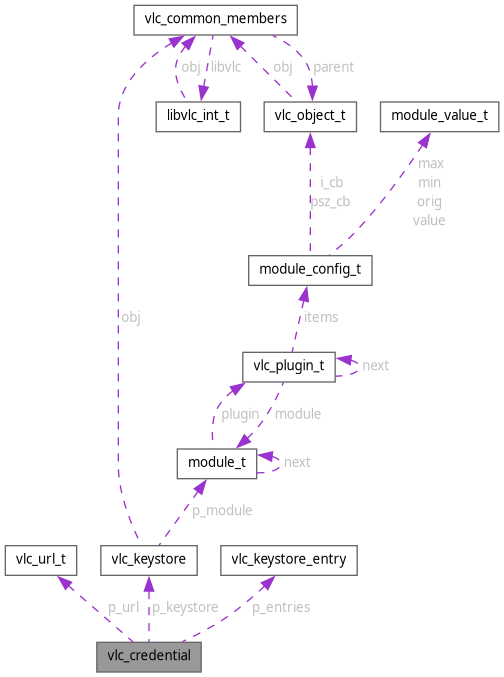 vlc_common_members
obj
libvlc
obj
parent
libvlc_int_t
vlc_object_t
module_value_t
i_cb
psz_cb
max
min
orig
value
module_config_t
obj
items
vlc_plugin_t
next
plugin
module
module_t
next
p_module
vlc_url_t
vlc_keystore
vlc_keystore_entry
p_url
p_keystore
p_entries
vlc_credential